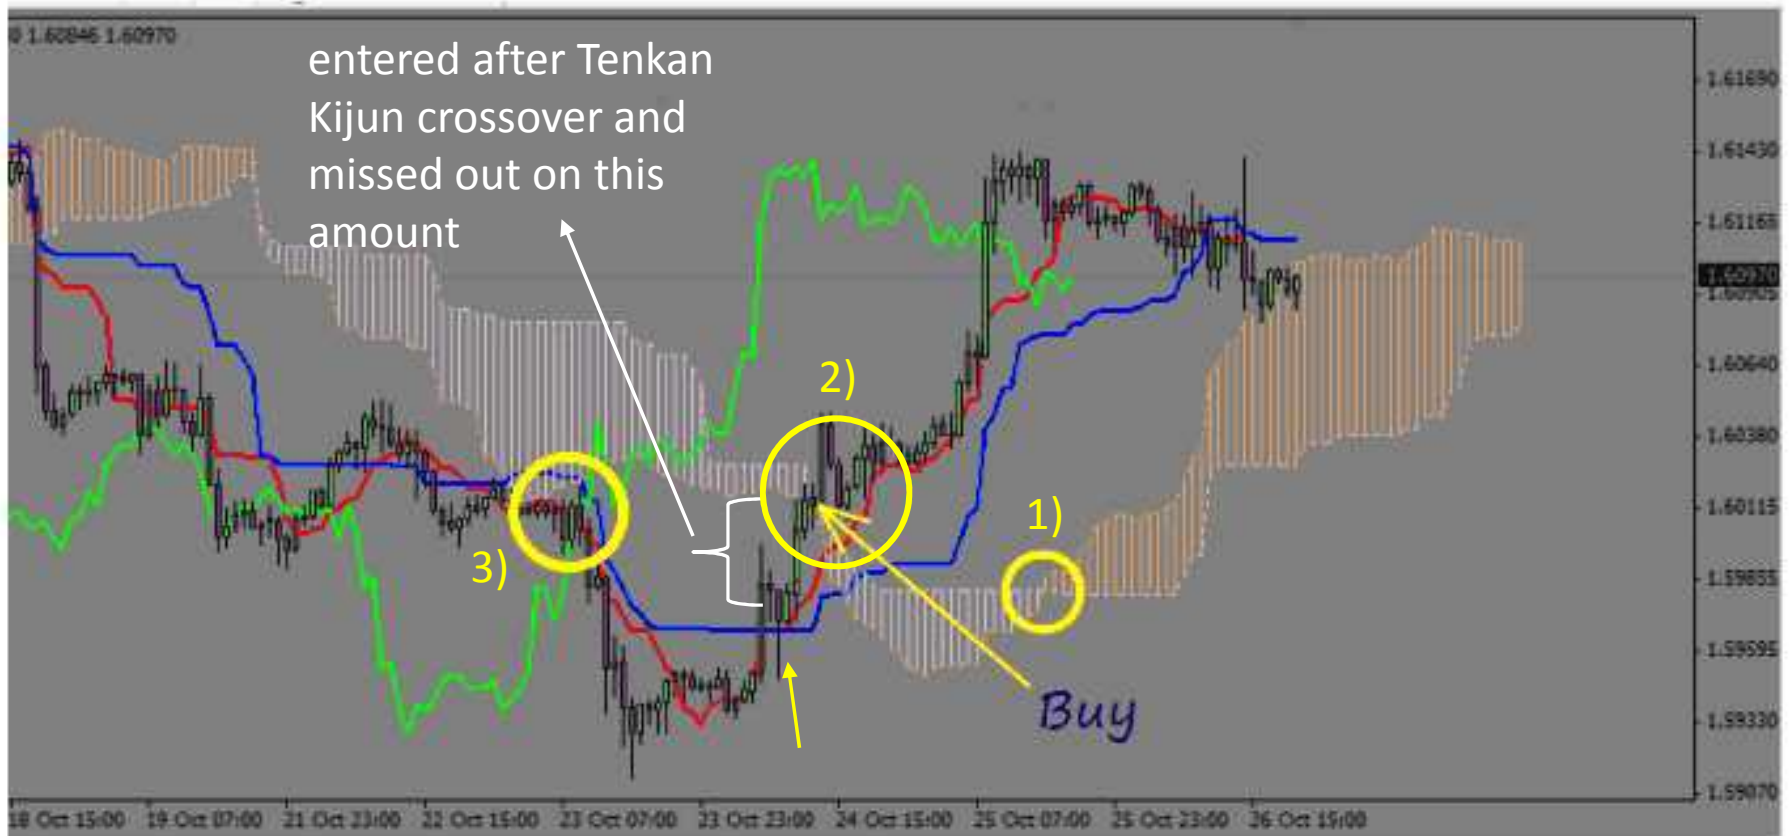 0 1.60846 1.60970
entered after Tenkan
Kijun crossover and
missed out on this
amount
2)
1)
3)
Buy
1.61690
1.61430
1.61165
1.60970
1.60905
1.60640
1.60380
1.60115
1.59855
1.59595
1.59330
1.59070
18 Oct 15:00 19 Oct 07:00 21 Oct 23:00 22 Oct 15:00 23 Oct 07:00 23 Oct 23:00 24 Oct 15:00 25 Oct 07:00 25 Oct 23:00 26 Oct 15:00